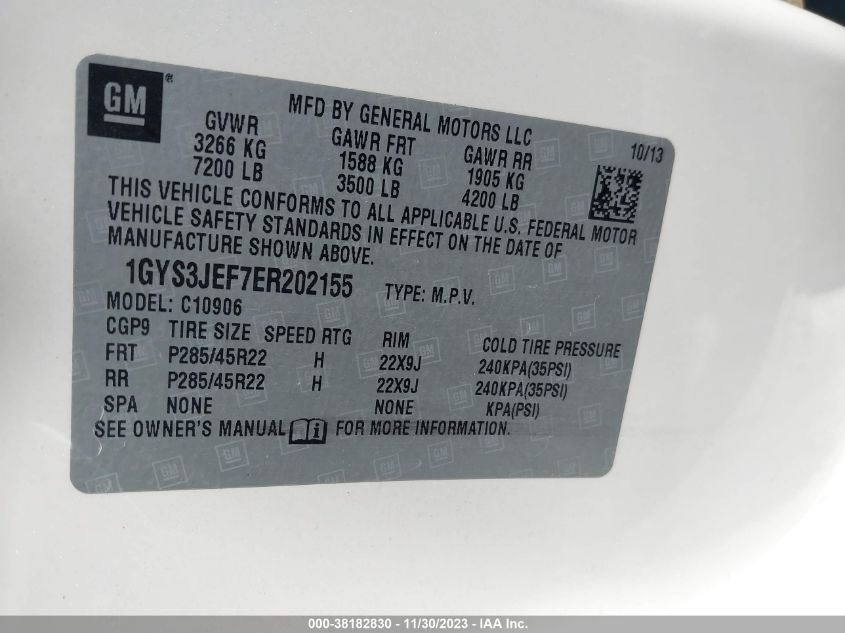 GM ®
MFD BY GENERAL MOTORS LLC
GVWR GAWR FRT GAWR RR 10/13
3266 KG 1588 KG 1905 KG
7200 LB 3500 LB 4200 LB
THIS VEHICLE CONFORMS TO ALL APPLICABLE U.S. FEDERAL MOTOR
VEHICLE SAFETY STANDARDS IN EFFECT ON THE DATE OF
MANUFACTURE SHOWN ABOVE.
1GYS3JEF7ER202155 TYPE: M.P.V.
MODEL: C10906
CGP9 TIRE SIZE SPEED RTG RIM COLD TIRE PRESSURE
FRT P285/45R22 H 22X9J 240KPA(35PSI)
RR P285/45R22 H 22X9J 240KPA(35PSI)
SPA NONE NONE KPA(PSI)
SEE OWNER'S MANUAL FOR MORE INFORMATION.
000-38182830 - 11/30/2023 - IAA Inc.